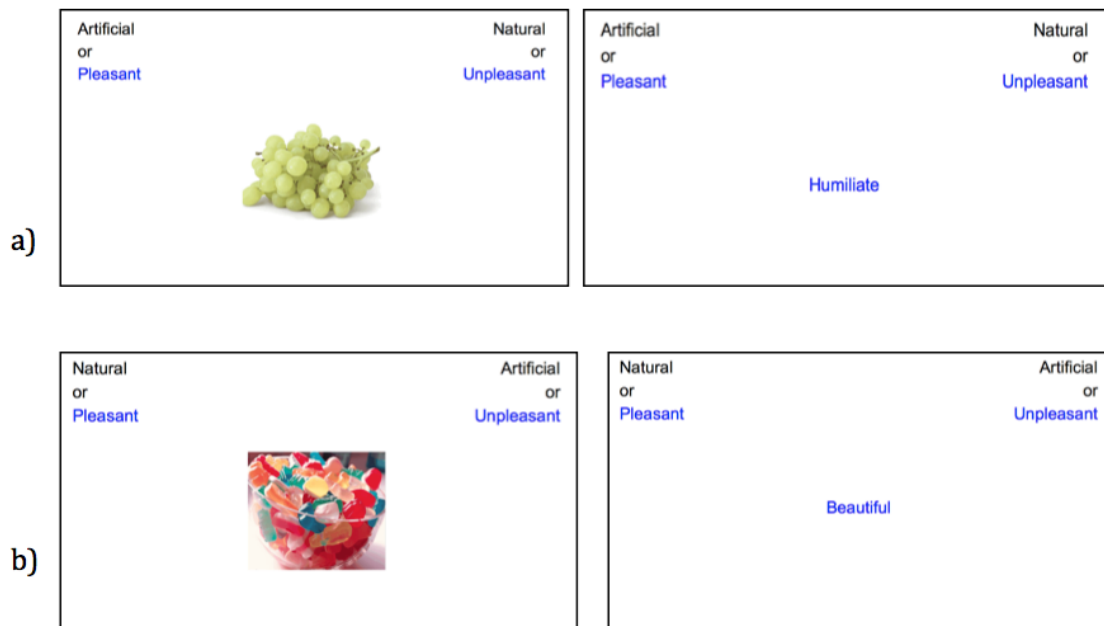 a)
Artificial
or
Pleasant
Natural
or
Unpleasant
Artificial
or
Pleasant
Natural
or
Unpleasant
Humiliate
b)
Natural
or
Pleasant
Artificial
or
Unpleasant
Natural
or
Pleasant
Artificial
or
Unpleasant
Beautiful